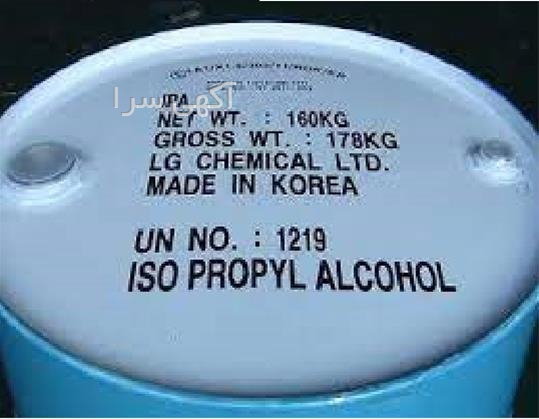 آگهی سرا
IPA
NET WT. : 160KG
GROSS WT. : 178KG
LG CHEMICAL LTD.
MADE IN KOREA
UN NO. : 1219
ISO PROPYL ALCOHOL